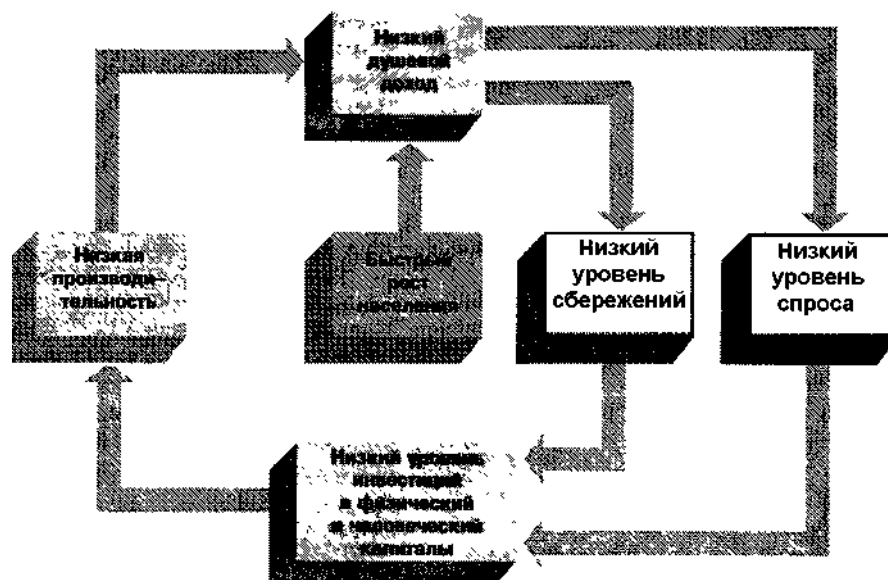 Низкий
душевой
доход
Низкая
производи-
тельность
Быстрый
рост
населения
Низкий
уровень
сбережений
Низкий
уровень
спроса
Низкий уровень
инвестиций
в физический
и человеческий
капиталы